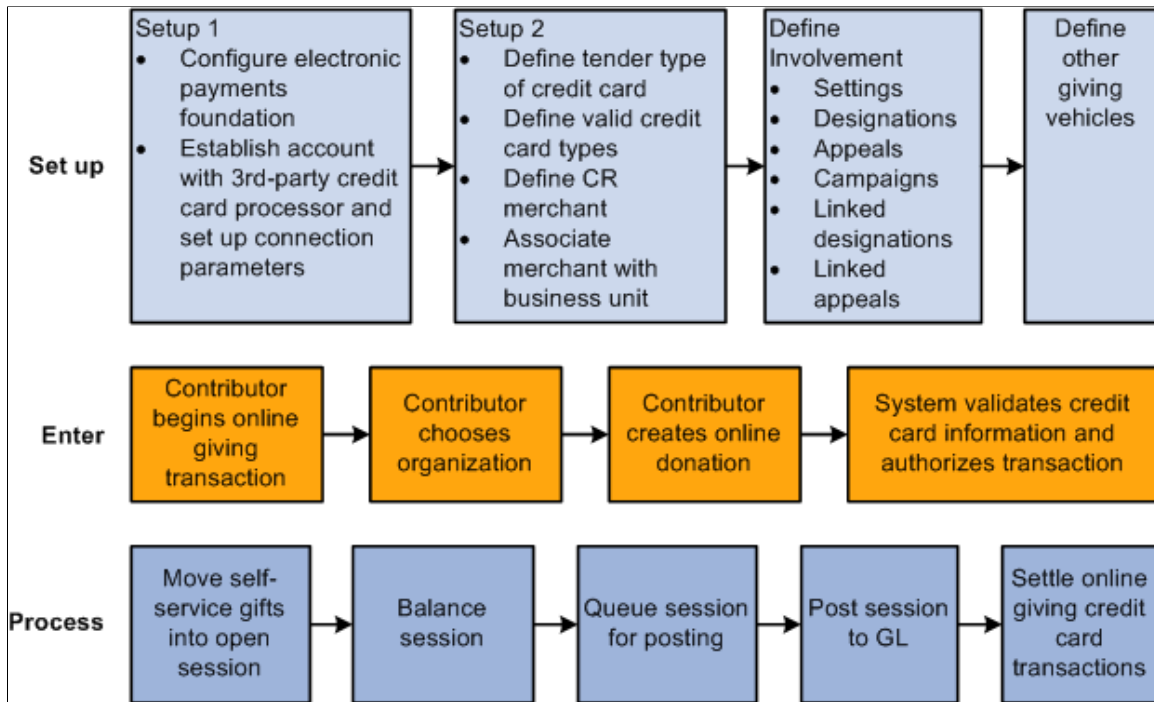 Set up
Setup 1
• Configure electronic
payments
foundation
• Establish account
with 3rd-party credit
card processor and
set up connection
parameters
Setup 2
• Define tender type
of credit card
• Define valid credit
card types
• Define CR
merchant
• Associate
merchant with
business unit
Define
Involvement
• Settings
• Designations
• Appeals
• Campaigns
• Linked
designations
• Linked
appeals
Define
other
giving
vehicles
Enter
Contributor
begins online
giving
transaction
Contributor
chooses
organization
Contributor
creates online
donation
System validates credit
card information and
authorizes transaction
Process
Move self-
service gifts
into open
session
Balance
session
Queue session
for posting
Post session
to GL
Settle online
giving credit
card
transactions